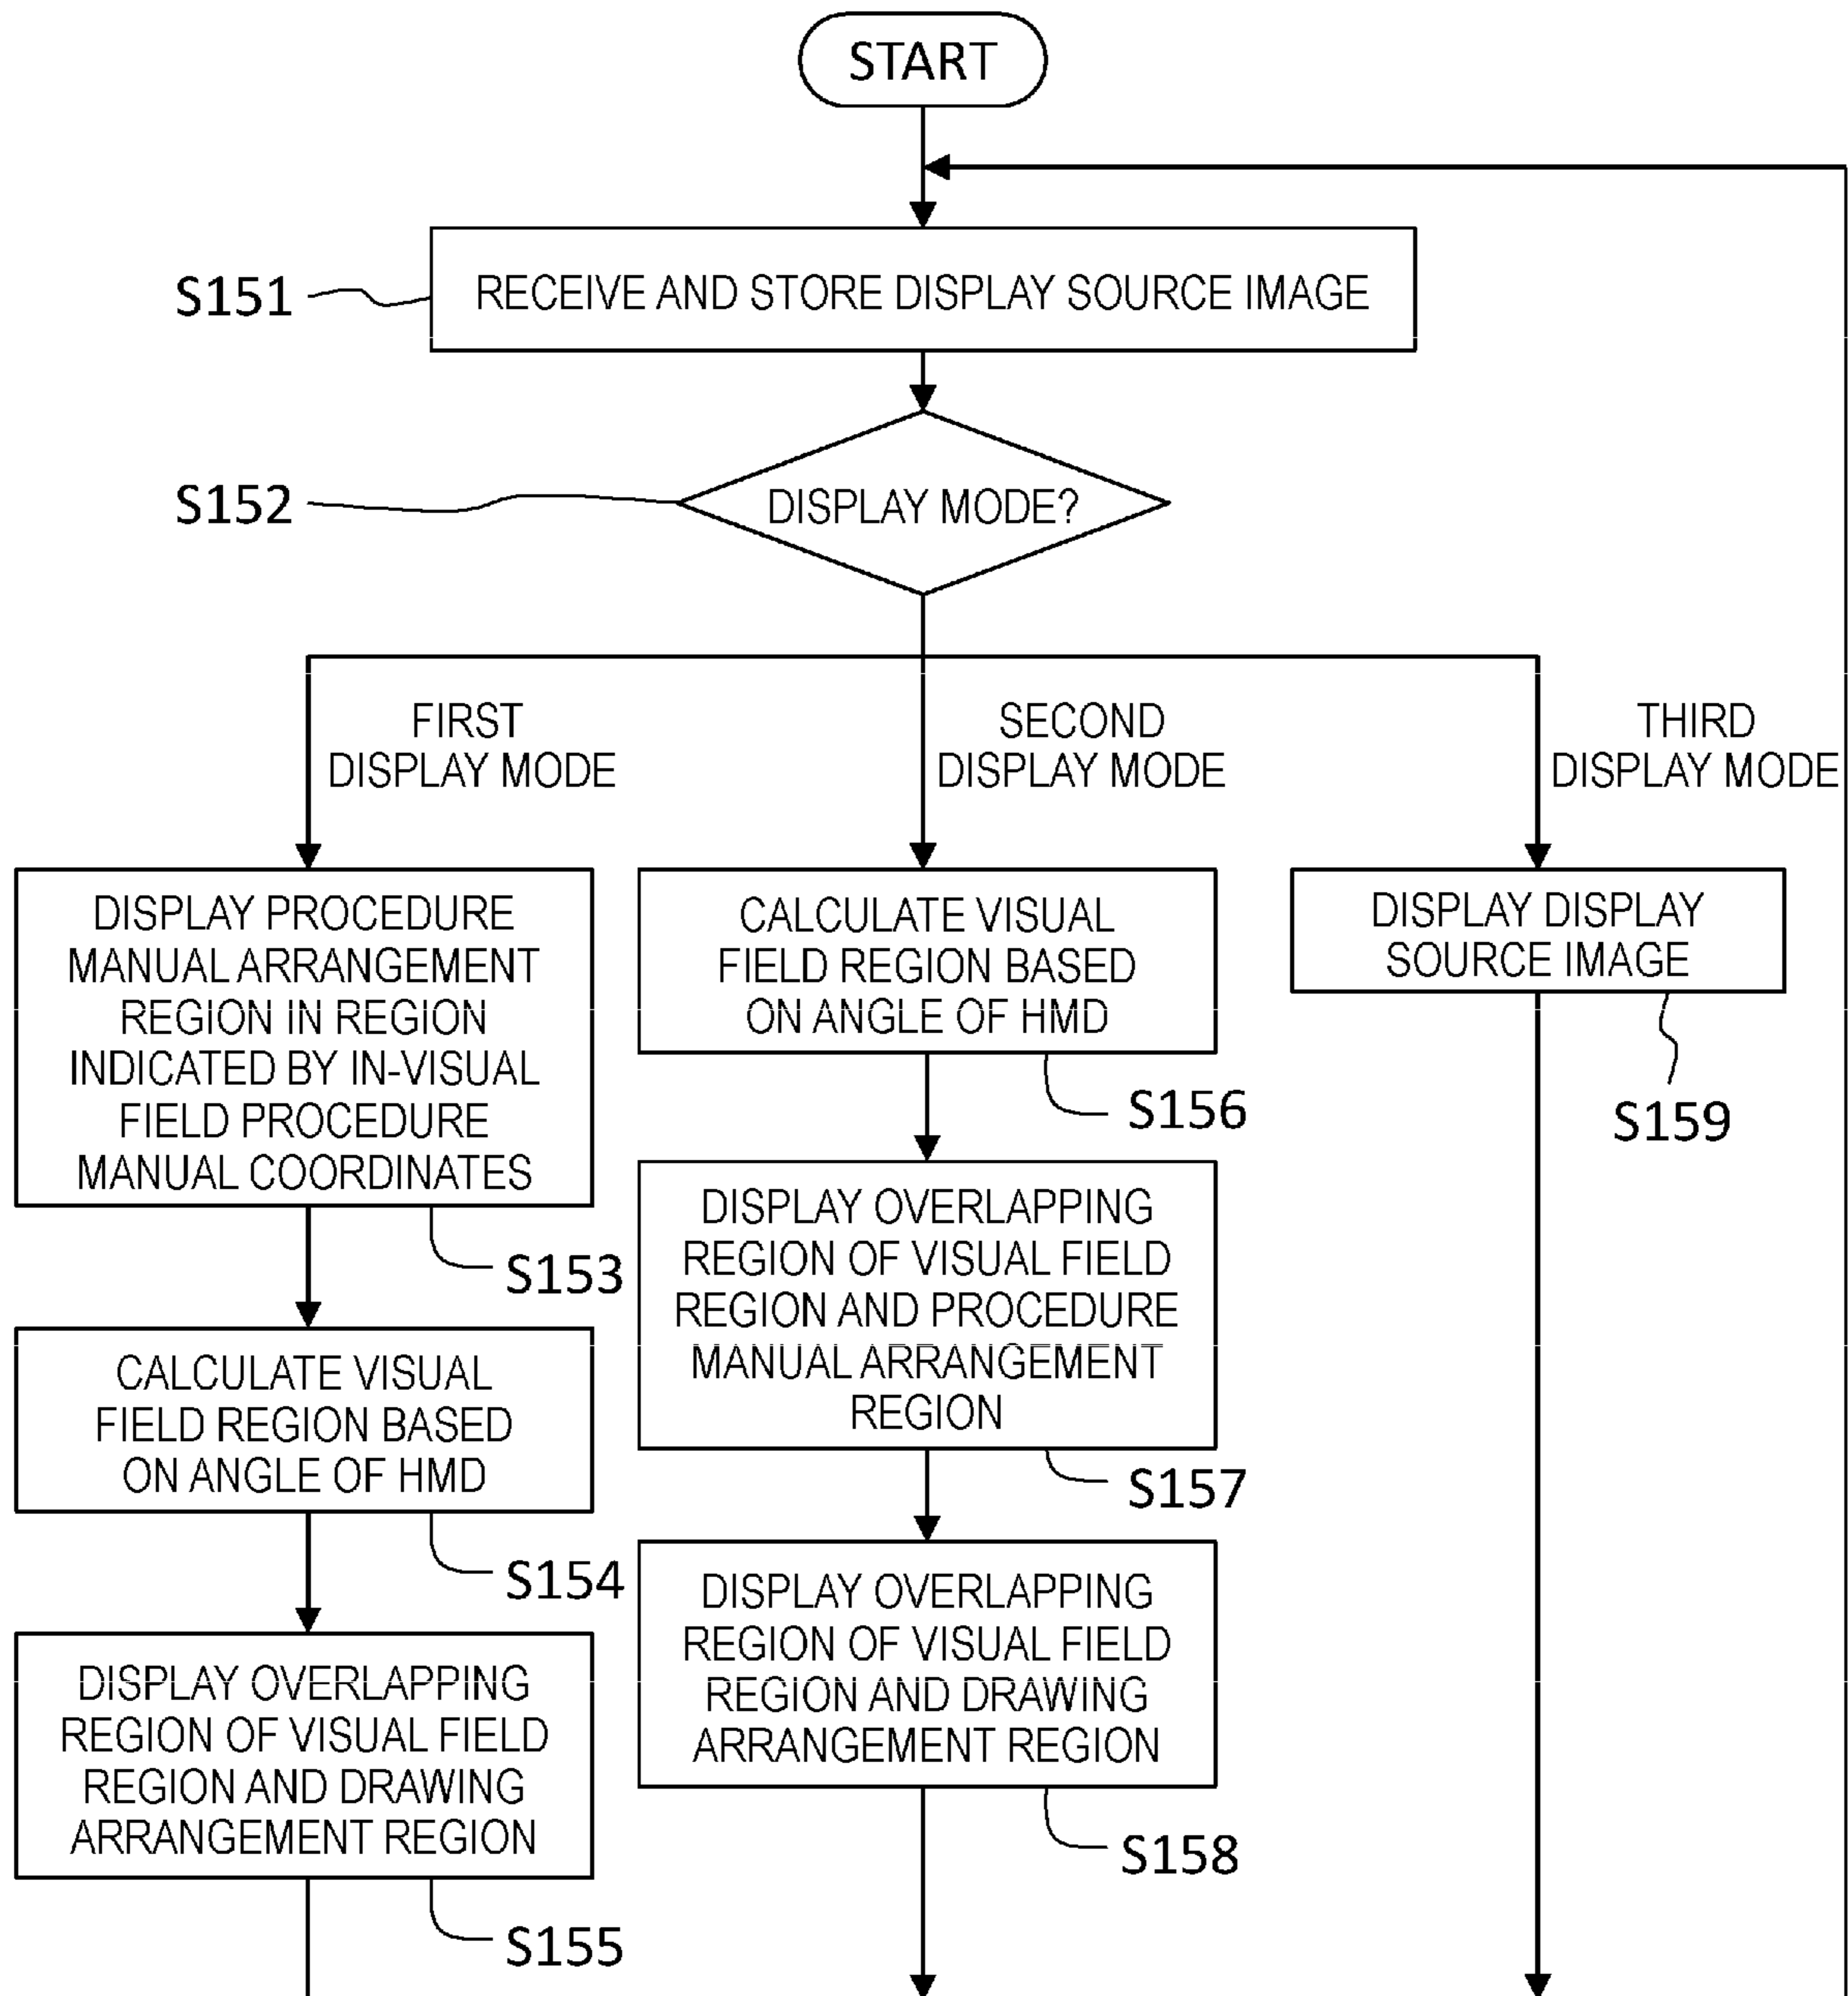 START
S151
RECEIVE AND STORE DISPLAY SOURCE IMAGE
S152
DISPLAY MODE?
FIRST
DISPLAY MODE
SECOND
DISPLAY MODE
THIRD
DISPLAY MODE
DISPLAY PROCEDURE
MANUAL ARRANGEMENT
REGION IN REGION
INDICATED BY IN-VISUAL
FIELD PROCEDURE
MANUAL COORDINATES
S153
CALCULATE VISUAL
FIELD REGION BASED
ON ANGLE OF HMD
S154
DISPLAY OVERLAPPING
REGION OF VISUAL FIELD
REGION AND DRAWING
ARRANGEMENT REGION
S155
CALCULATE VISUAL
FIELD REGION BASED
ON ANGLE OF HMD
S156
DISPLAY OVERLAPPING
REGION OF VISUAL FIELD
REGION AND PROCEDURE
MANUAL ARRANGEMENT
REGION
S157
DISPLAY OVERLAPPING
REGION OF VISUAL FIELD
REGION AND DRAWING
ARRANGEMENT REGION
S158
DISPLAY DISPLAY
SOURCE IMAGE
S159